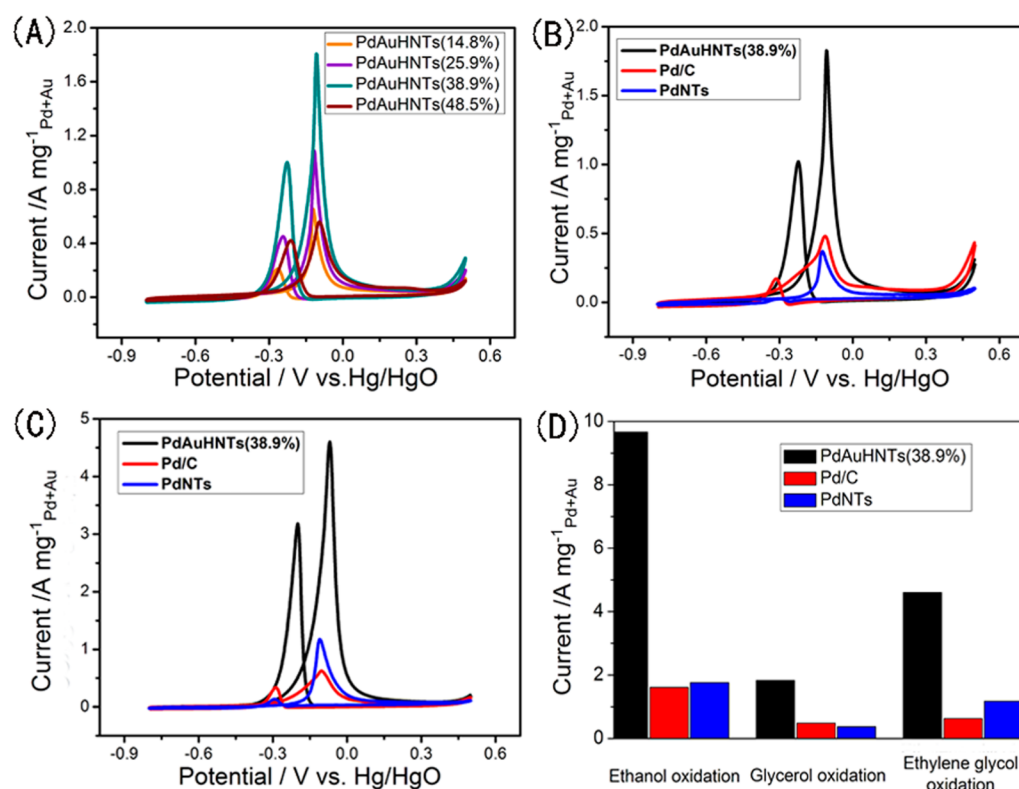 (A)
2.0
1.6
1.2
0.8
0.4
0.0
Current /A mg⁻¹Pd+Au
PdAuHNTs(14.8%)
PdAuHNTs(25.9%)
PdAuHNTs(38.9%)
PdAuHNTs(48.5%)
-0.9 -0.6 -0.3 0.0 0.3 0.6
Potential / V vs.Hg/HgO
(B)
2.0
1.5
1.0
0.5
0.0
Current /A mg⁻¹Pd+Au
PdAuHNTs(38.9%)
Pd/C
PdNTs
-0.9 -0.6 -0.3 0.0 0.3 0.6
Potential / V vs. Hg/HgO
(C)
5
4
3
2
1
0
Current /A mg⁻¹Pd+Au
PdAuHNTs(38.9%)
Pd/C
PdNTs
-0.9 -0.6 -0.3 0.0 0.3 0.6
Potential / V vs. Hg/HgO
(D)
10
8
6
4
2
0
Current /A mg⁻¹Pd+Au
PdAuHNTs(38.9%)
Pd/C
PdNTs
Ethanol oxidation
Glycerol oxidation
Ethylene glycol
oxidation